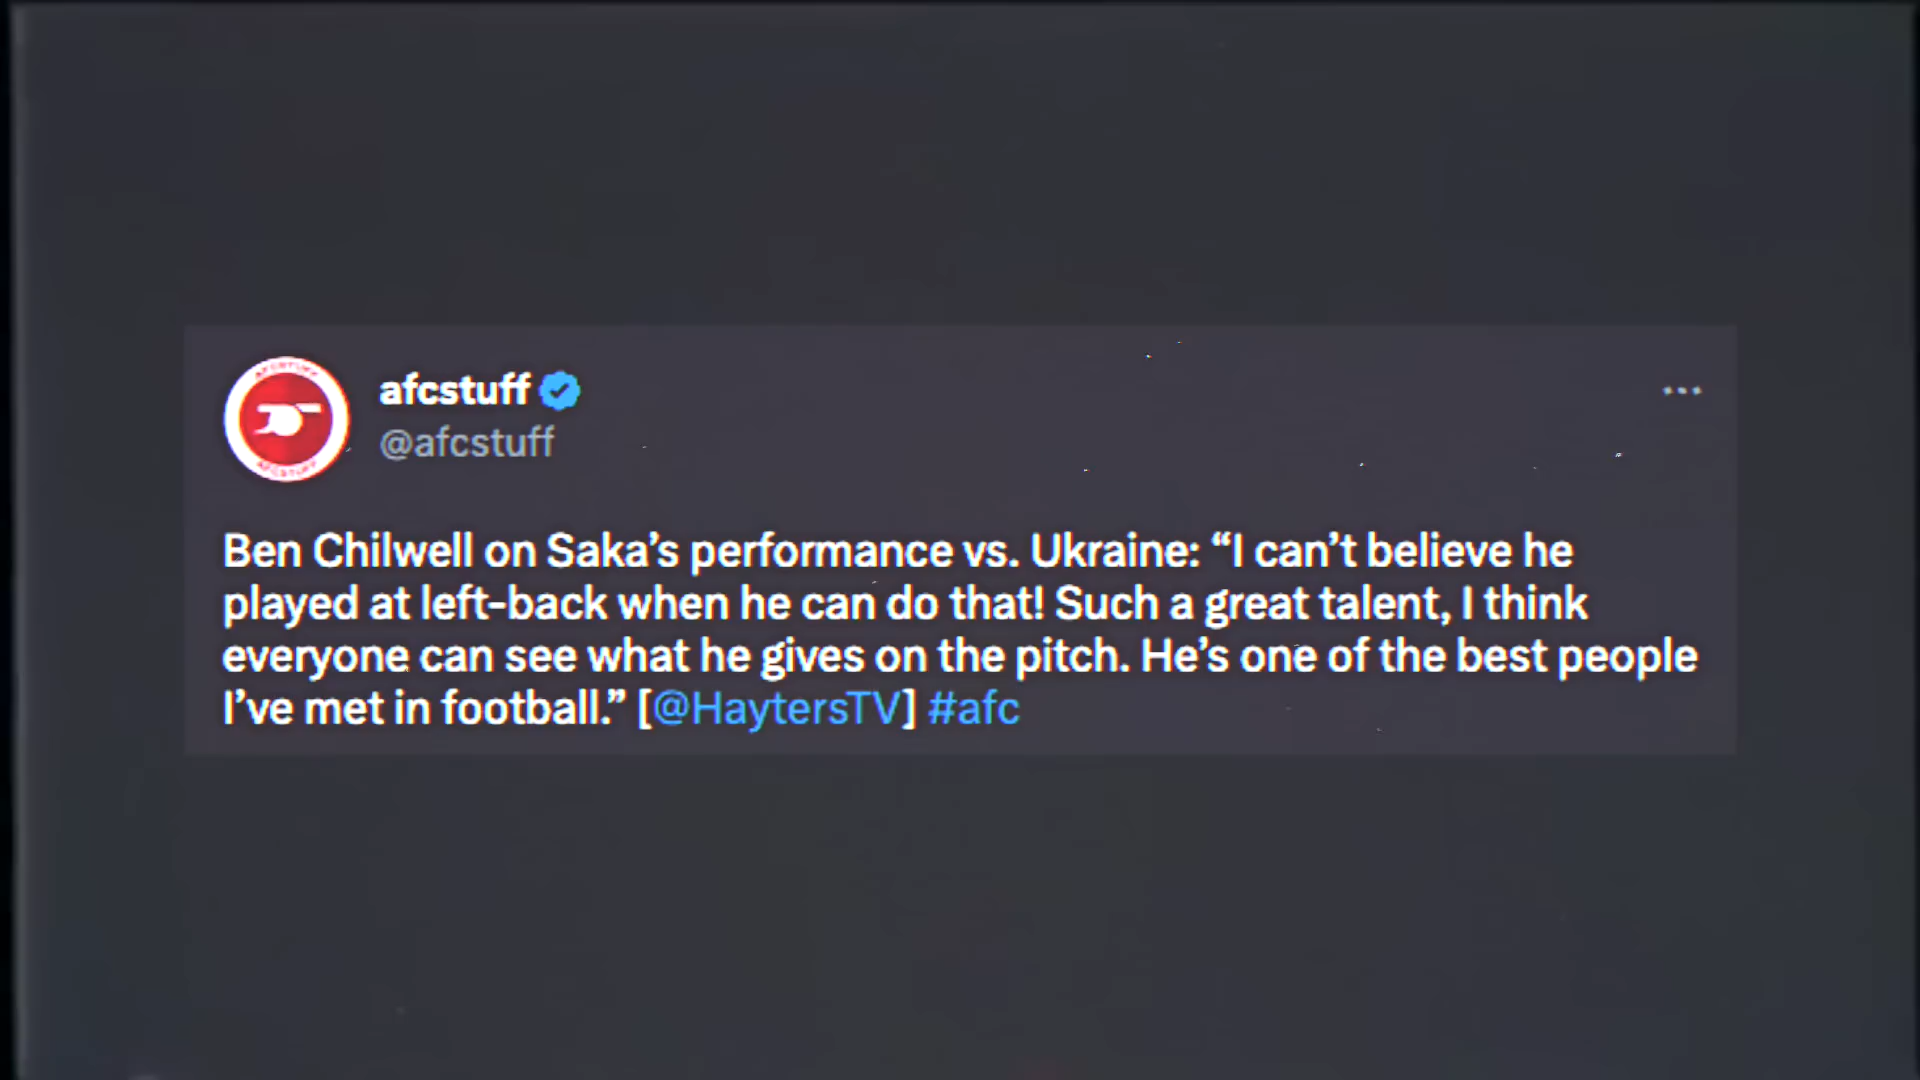 AFCSTUFF
afcstuff
@afcstuff
AFCSTUFF
Ben Chilwell on Saka’s performance vs. Ukraine: “I can’t believe he
played at left-back when he can do that! Such a great talent, I think
everyone can see what he gives on the pitch. He’s one of the best people
I’ve met in football.” [@HaytersTV] #afc